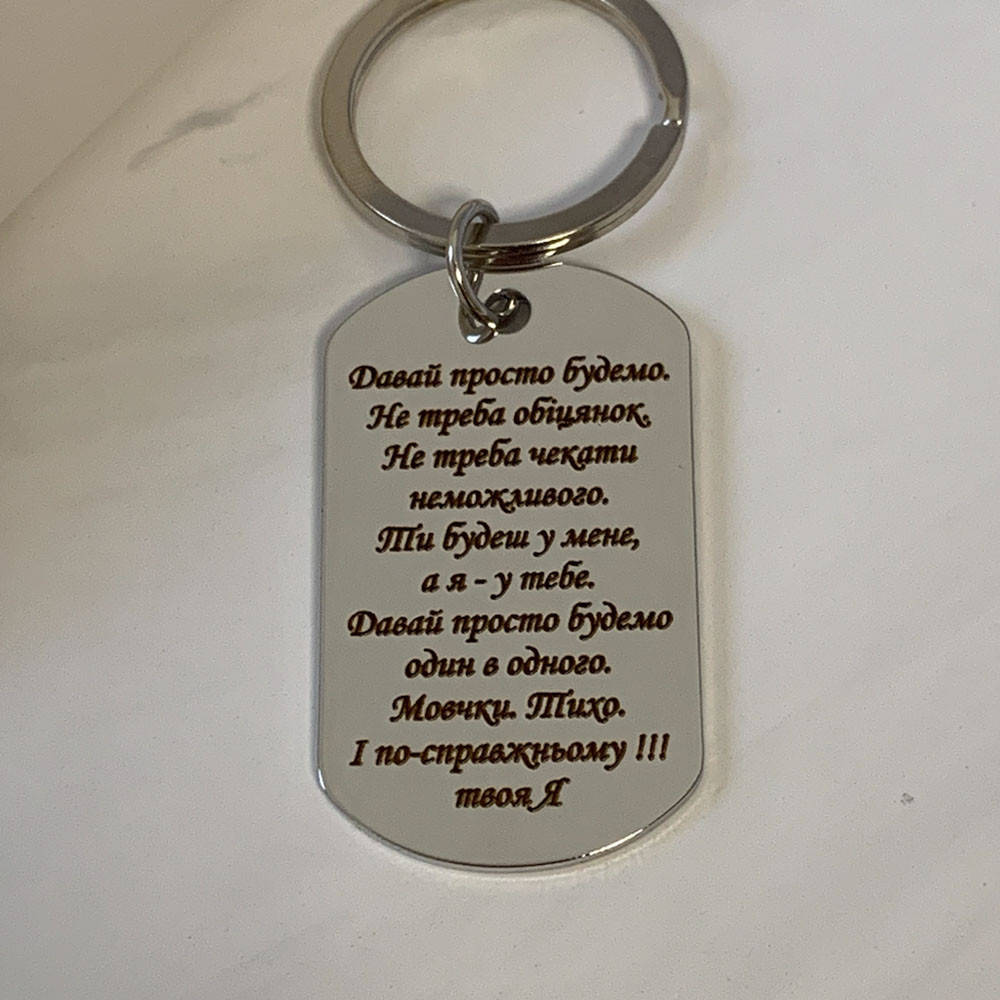 Давай просто будемо.
Не треба обіцянок.
Не треба чекати
неможливого.
Ти будеш у мене,
а я - у тебе.
Давай просто будемо
один в одного.
Мовчки. Тихо.
І по-справжньому !!!
твоя Я